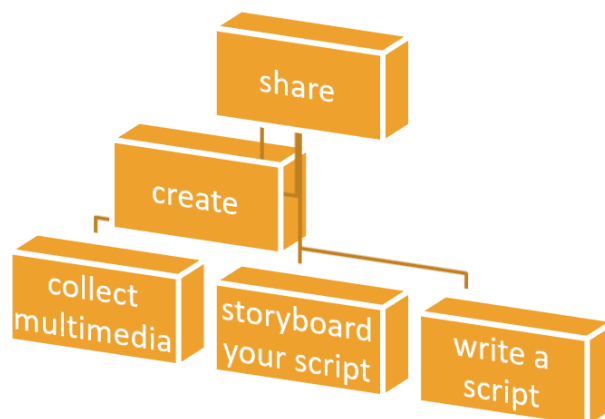 share
create
collect
multimedia
storyboard
your script
write a
script